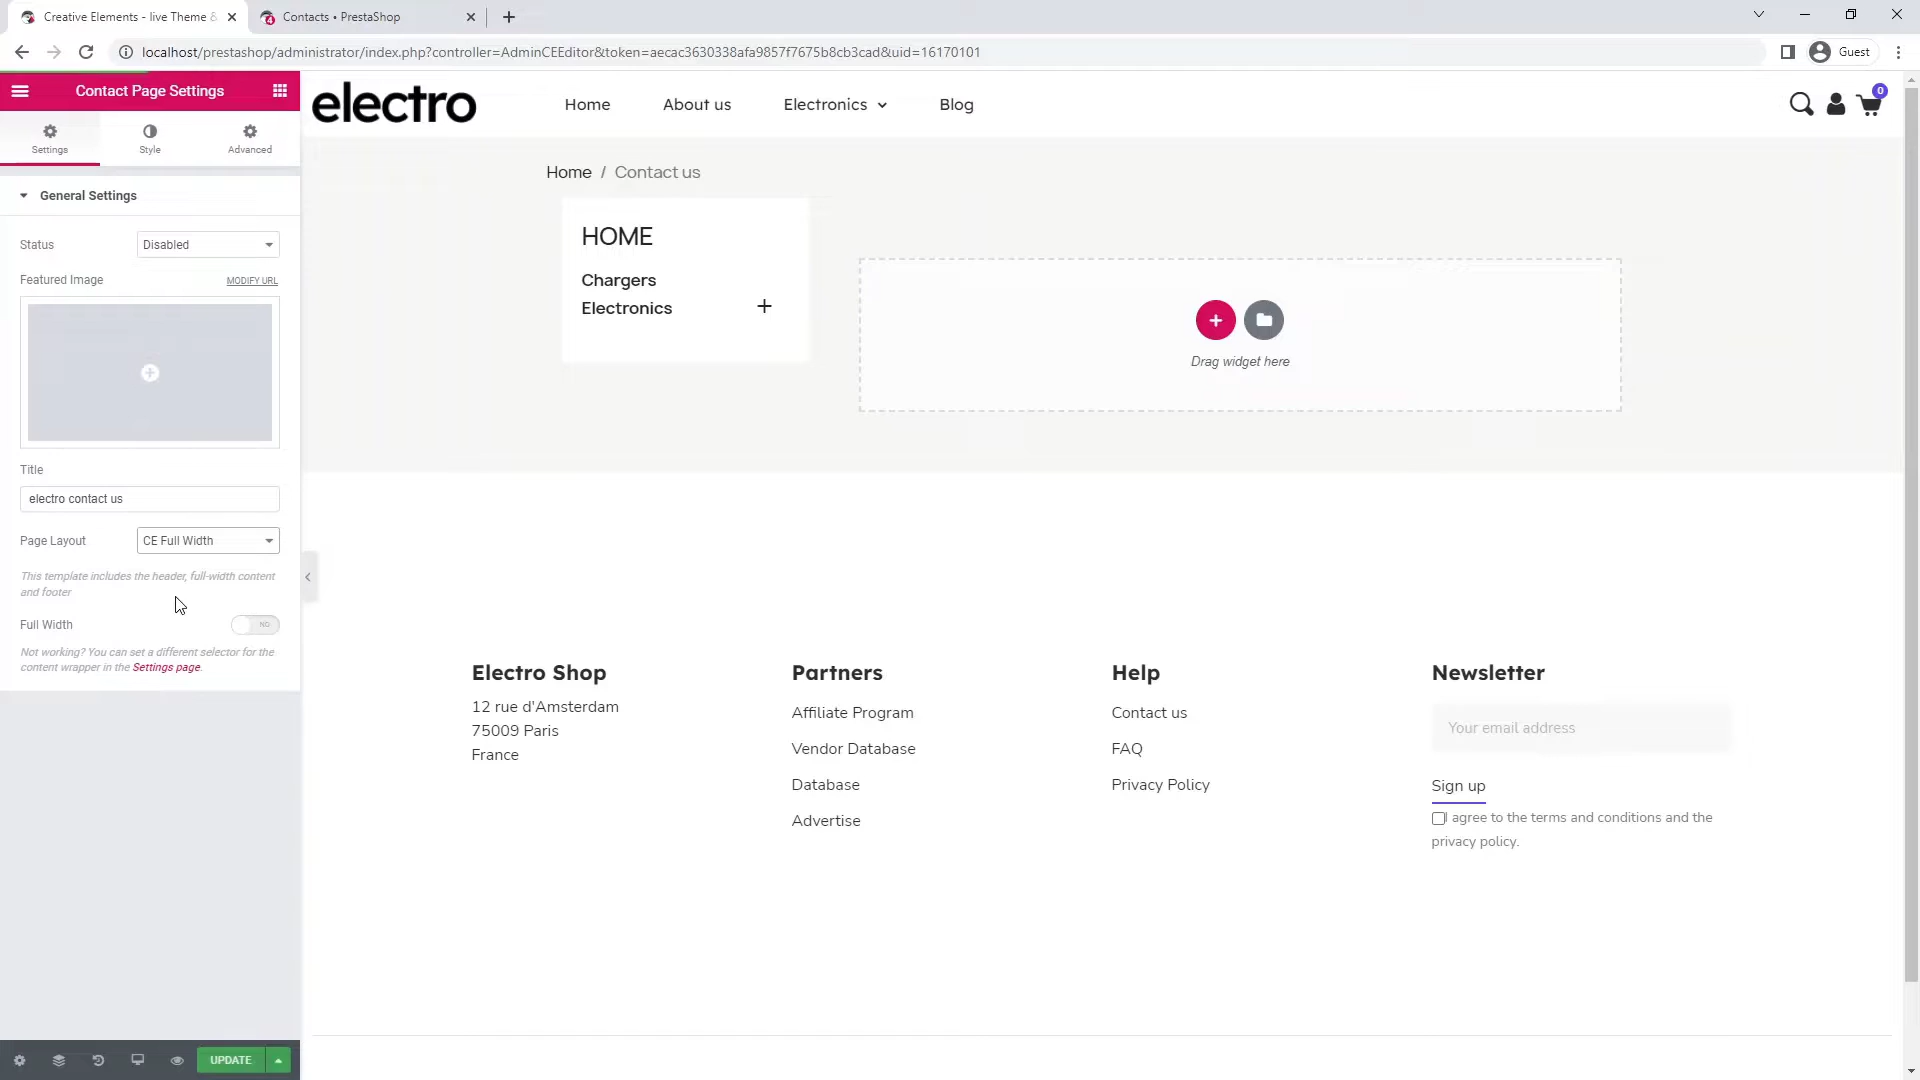 Creative Elements - live Theme &
Contacts • PrestaShop
localhost/prestashop/administrator/index.php?controller=AdminCEEditor&token=aecac3630338afa9857f7675b8cb3cad&uid=16170101
Guest
Contact Page Settings
Settings
Style
Advanced
General Settings
Status
Disabled
Featured Image
MODIFY URL
Title
electro contact us
Page Layout
CE Full Width
This template includes the header, full-width content
and footer
Full Width
NO
Not working? You can set a different selector for the
content wrapper in the Settings page.
UPDATE
electro
Home
About us
Electronics
Blog
0
Home / Contact us
HOME
Chargers
Electronics
Drag widget here
Electro Shop
12 rue d'Amsterdam
75009 Paris
France
Partners
Affiliate Program
Vendor Database
Database
Advertise
Help
Contact us
FAQ
Privacy Policy
Newsletter
Your email address
Sign up
I agree to the terms and conditions and the
privacy policy.